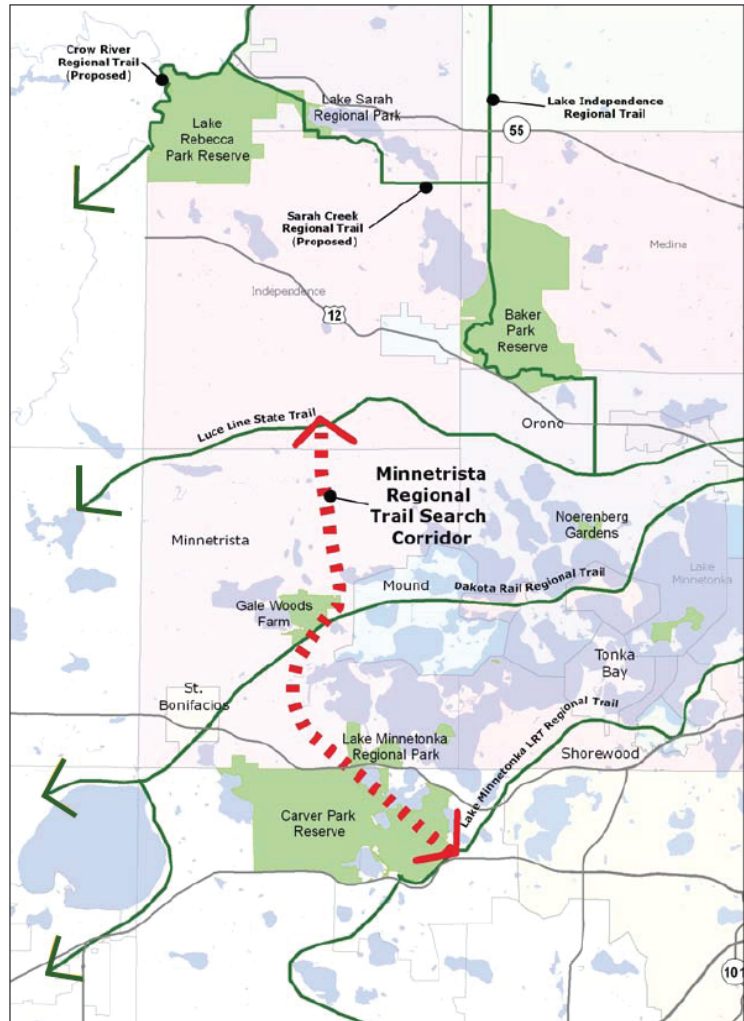 Crow River
Regional Trail
(Proposed)
Lake Sarah
Regional Park
Lake Independence
Regional Trail
55
Lake
Rebecca
Park Reserve
Sarah Creek
Regional Trail
(Proposed)
Medina
Independence
12
Baker
Park
Reserve
Luce Line State Trail
Orono
Minnetrista
Regional
Trail Search
Corridor
Noerenberg
Gardens
Minnetrista
Lake
Minnetonka
Mound
Dakota Rail Regional Trail
Gale Woods
Farm
Tonka
Bay
St.
Bonifacios
Lake Minnetonka LRT Regional Trail
Lake Minnetonka
Regional Park
Shorewood
Carver Park
Reserve
101